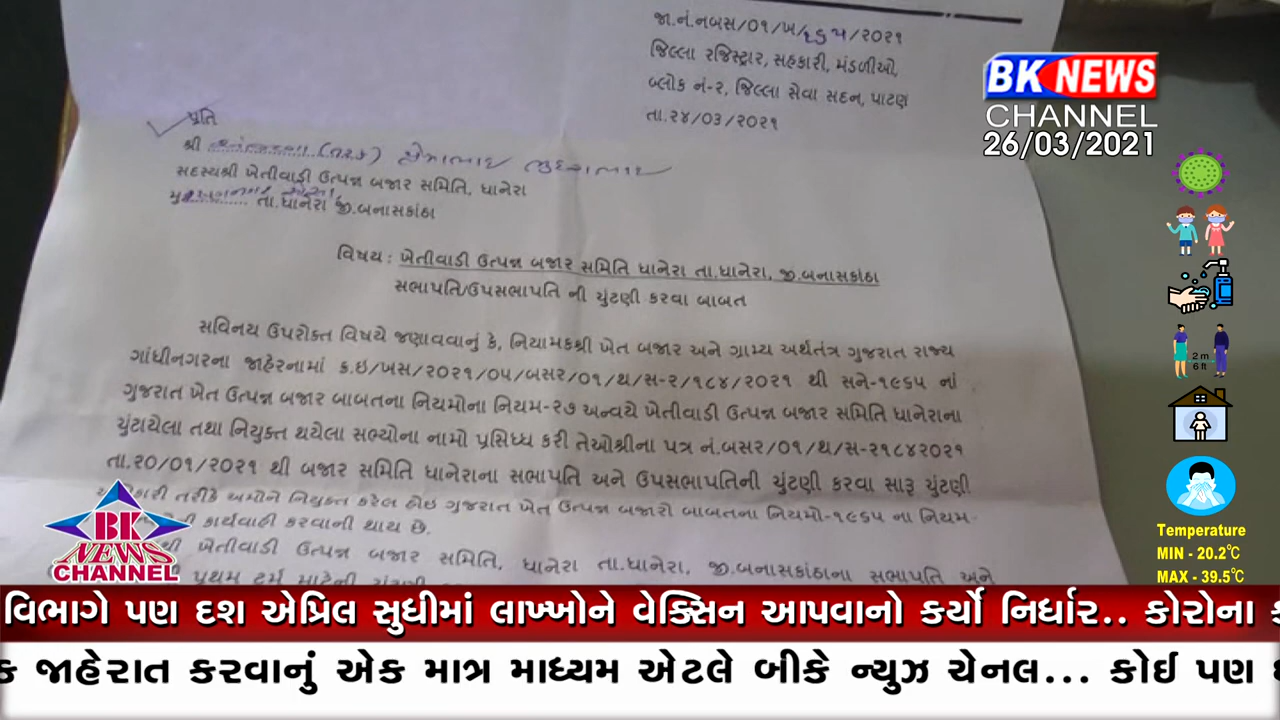 જા.નં.નબસ/૦૧/ખ/૬૫/૨૦૨૧
જિલ્લા રજિસ્ટ્રાર, સહકારી, મંડળીઓ,
બ્લોક નં-૨, જિલ્લા સેવા સદન, પાટણ
તા.૨૪/૦૩/૨૦૨૧
પ્રતિ
શ્રી
સદસ્યશ્રી ખેતીવાડી ઉત્પન્ન બજાર સમિતિ, ધાનેરા
મુ તા.ધાનેરા જી.બનાસકાંઠા
વિષય : ખેતીવાડી ઉત્પન્ન બજાર સમિતિ ધાનેરા તા.ધાનેરા, જી.બનાસકાંઠા
સભાપતિ/ઉપસભાપતિ ની ચુંટણી કરવા બાબત
સવિનય ઉપરોક્ત વિષયે જણાવવાનું કે, નિયામકશ્રી ખેત બજાર અને ગ્રામ્ય અર્થતંત્ર ગુજરાત રાજ્ય
ગાંધીનગરના જાહેરનામાં ક્ર.ઇ/ખસ/૨૦૨૧/૦૫/બસર/૦૧/થ/સ-૨/૧૮૪/૨૦૨૧ થી સને-૧૯૬૫ નાં
ગુજરાત ખેત ઉત્પન્ન બજાર બાબતના નિયમોના નિયમ-૨૭ અન્વયે ખેતીવાડી ઉત્પન્ન બજાર સમિતિ ધાનેરાના
ચુંટાયેલા તથા નિયુક્ત થયેલા સભ્યોના નામો પ્રસિધ્ધ કરી તેઓશ્રીના પત્ર નં.બસર/૦૧/થ/સ-૨૧૮૪૨૦૨૧
તા.૨૦/૦૧/૨૦૨૧ થી બજાર સમિતિ ધાનેરાના સભાપતિ અને ઉપસભાપતિની ચુંટણી કરવા સારૂ ચુંટણી
તરીકે અમોને નિયુક્ત કરેલ હોઇ ગુજરાત ખેત ઉત્પન્ન બજારો બાબતના નિયમો-૧૯૬૫ ના નિયમ-
કાર્યવાહી કરવાની થાય છે.
ખેતીવાડી ઉત્પન્ન બજાર સમિતિ, ધાનેરા તા.ધાનેરા, જી.બનાસકાંઠાના સભાપતિ અને
પ્રથમ ટર્મ માટેની
BK NEWS
CHANNEL
26/03/2021
2 m
6 ft
Temperature
MIN - 20.2℃
MAX - 39.5℃
BK
NEWS
CHANNEL
વિભાગે પણ દશ એપ્રિલ સુધીમાં લાખ્ખોને વેક્સિન આપવાનો કર્યો નિર્ધાર.. કોરોના
જાહેરાત કરવાનું એક માત્ર માધ્યમ એટલે બીકે ન્યુઝ ચેનલ... કોઈ પણ